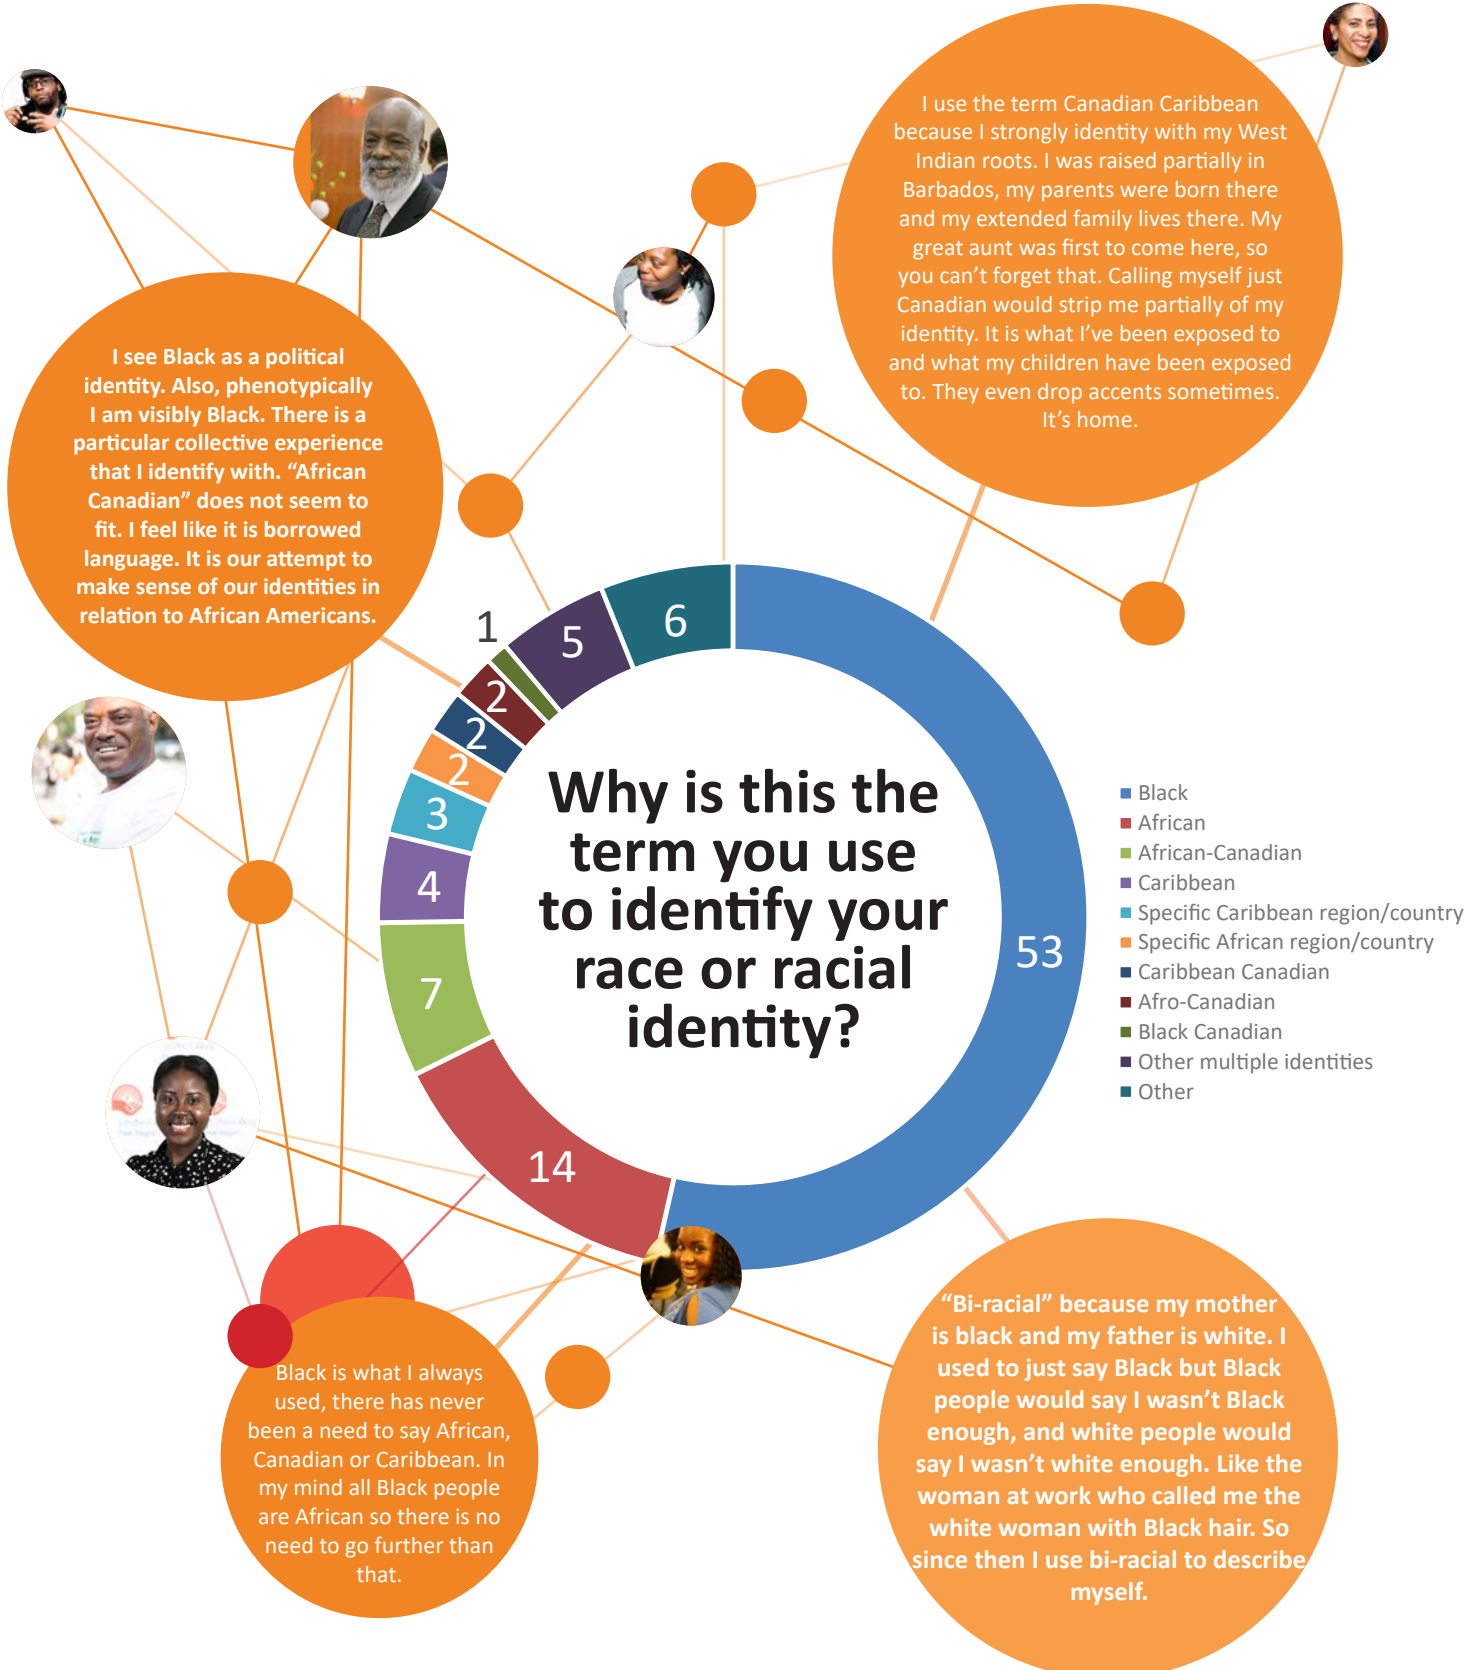 I use the term Canadian Caribbean
because I strongly identity with my West
Indian roots. I was raised partially in
Barbados, my parents were born there
and my extended family lives there. My
great aunt was first to come here, so
you can't forget that. Calling myself just
Canadian would strip me partially of my
identity. It is what I've been exposed to
and what my children have been exposed
to. They even drop accents sometimes.
It's home.
I see Black as a political
identity. Also, phenotypically
I am visibly Black. There is a
particular collective experience
that I identify with. “African
Canadian” does not seem to
fit. I feel like it is borrowed
language. It is our attempt to
make sense of our identities in
relation to African Americans.
1
5
6
2
2
2
3
4
7
14
53
Why is this the
term you use
to identify your
race or racial
identity?
Black
African
African-Canadian
Caribbean
Specific Caribbean region/country
Specific African region/country
Caribbean Canadian
Afro-Canadian
Black Canadian
Other multiple identities
Other
Black is what I always
used, there has never
been a need to say African,
Canadian or Caribbean. In
my mind all Black people
are African so there is no
need to go further than
that.
“Bi-racial” because my mother
is black and my father is white. I
used to just say Black but Black
people would say I wasn't Black
enough, and white people would
say I wasn't white enough. Like the
woman at work who called me the
white woman with Black hair. So
since then I use bi-racial to describe
myself.